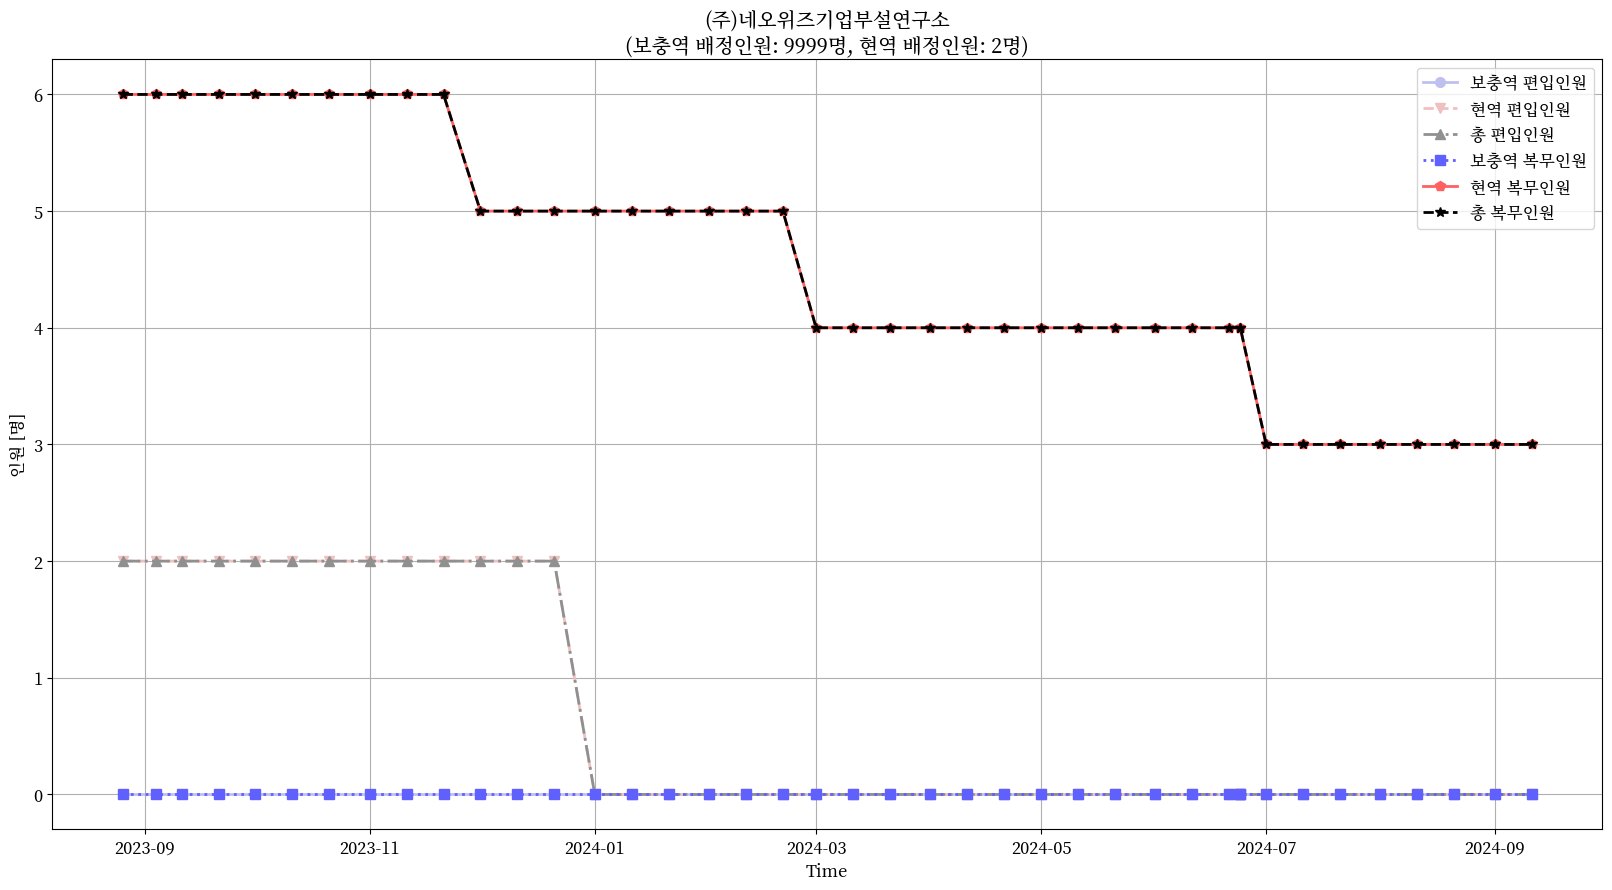 (주)네오위즈기업부설연구소
(보충역 배정인원: 9999명, 현역 배정인원: 2명)
보충역 편입인원
현역 편입인원
총 편입인원
보충역 복무인원
현역 복무인원
총 복무인원
인원 [명]
6
5
4
3
2
1
0
2023-09
2023-11
2024-01
2024-03
2024-05
2024-07
2024-09
Time